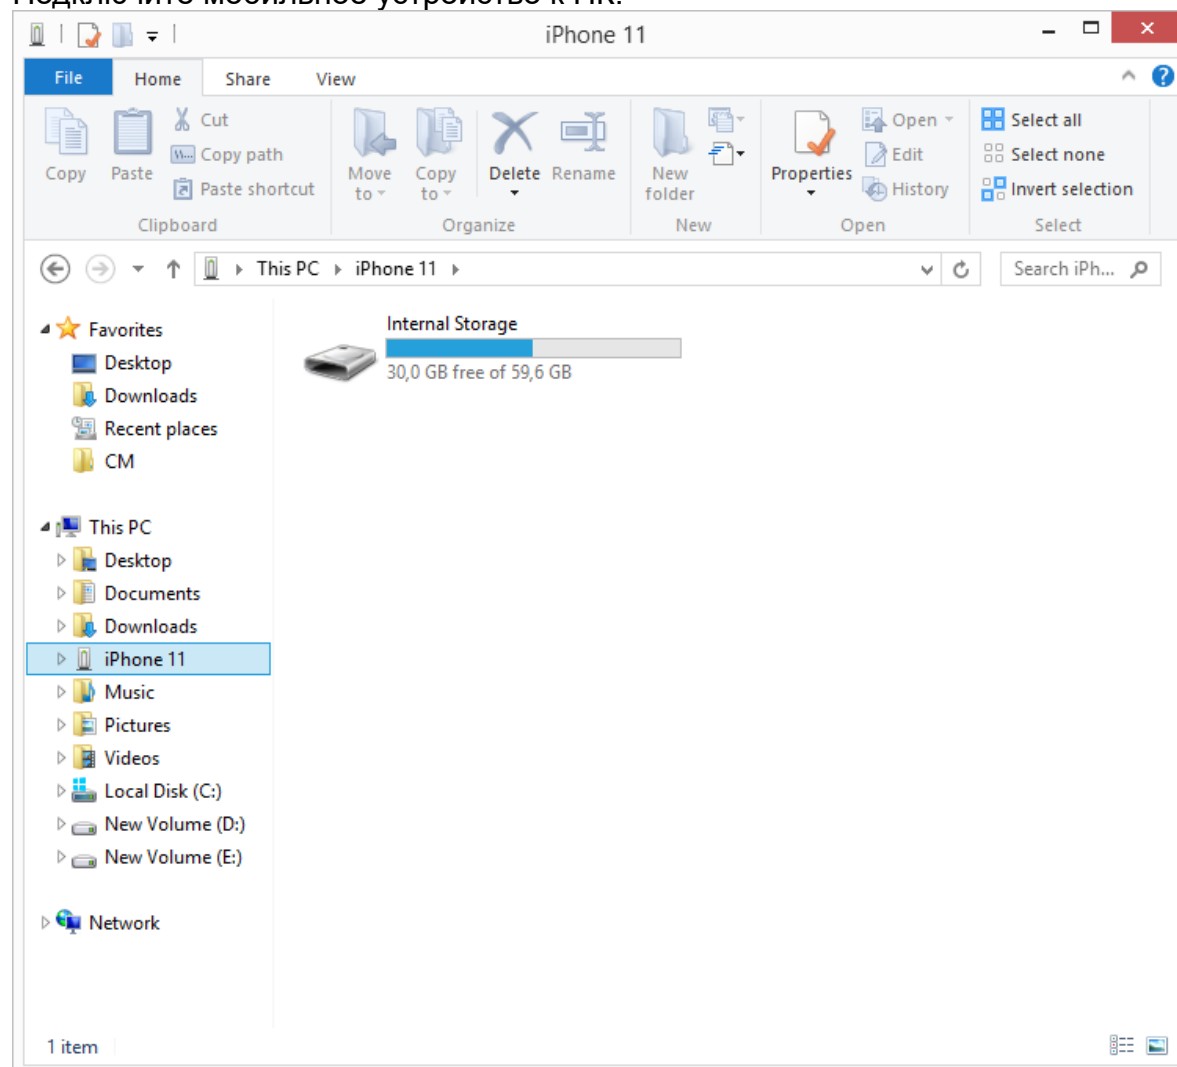 Подключите мобильное устройство к ПК.
iPhone 11
File Home Share View
Copy
Paste
Cut
Copy path
Paste shortcut
Clipboard
Move to
Copy to
Delete
Rename
Organize
New folder
New
Properties
Open
Edit
History
Open
Select all
Select none
Invert selection
Select
This PC iPhone 11
Search iPh...
Favorites
Desktop
Downloads
Recent places
CM
This PC
Desktop
Documents
Downloads
iPhone 11
Music
Pictures
Videos
Local Disk (C:)
New Volume (D:)
New Volume (E:)
Network
Internal Storage
30,0 GB free of 59,6 GB
1 item